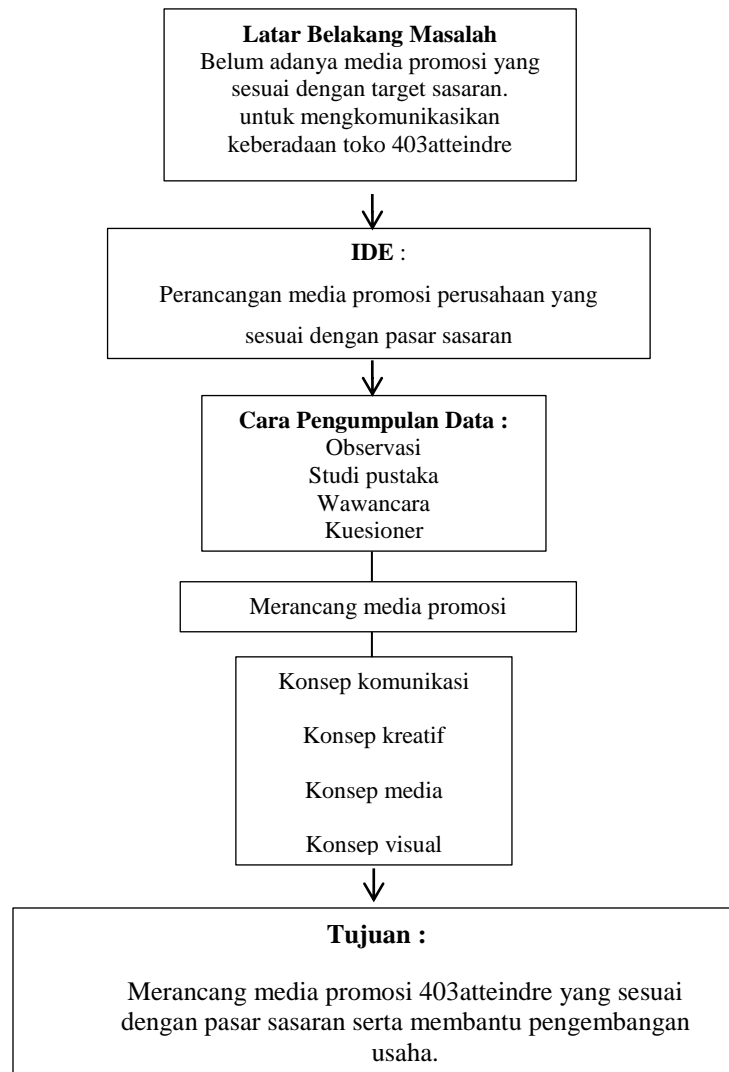 Latar Belakang Masalah
Belum adanya media promosi yang
sesuai dengan target sasaran.
untuk mengkomunikasikan
keberadaan toko 403atteindre
IDE :
Perancangan media promosi perusahaan yang
sesuai dengan pasar sasaran
Cara Pengumpulan Data :
Observasi
Studi pustaka
Wawancara
Kuesioner
Merancang media promosi
Konsep komunikasi
Konsep kreatif
Konsep media
Konsep visual
Tujuan :
Merancang media promosi 403atteindre yang sesuai
dengan pasar sasaran serta membantu pengembangan
usaha.